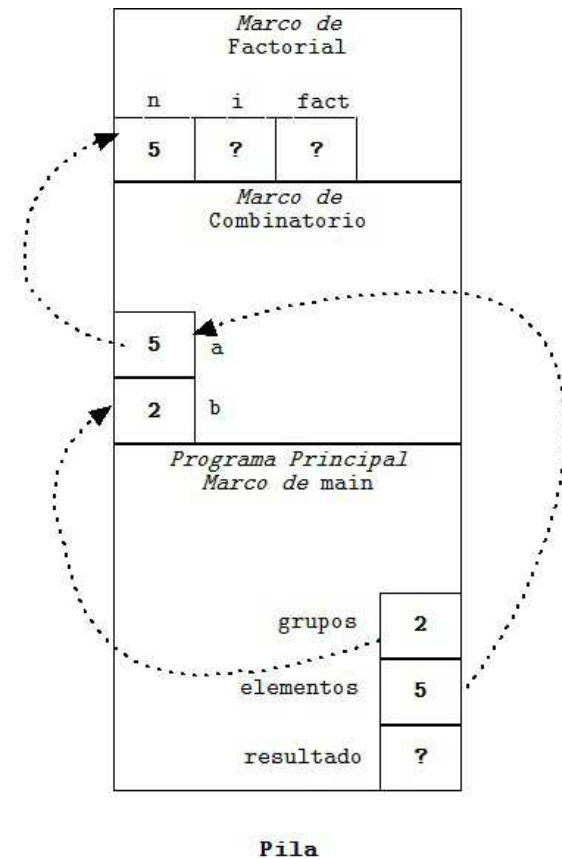 Marco de
Factorial
n i fact
5 ? ?
Marco de
Combinatorio
5 a
2 b
Programa Principal
Marco de main
grupos 2
elementos 5
resultado ?
Pila